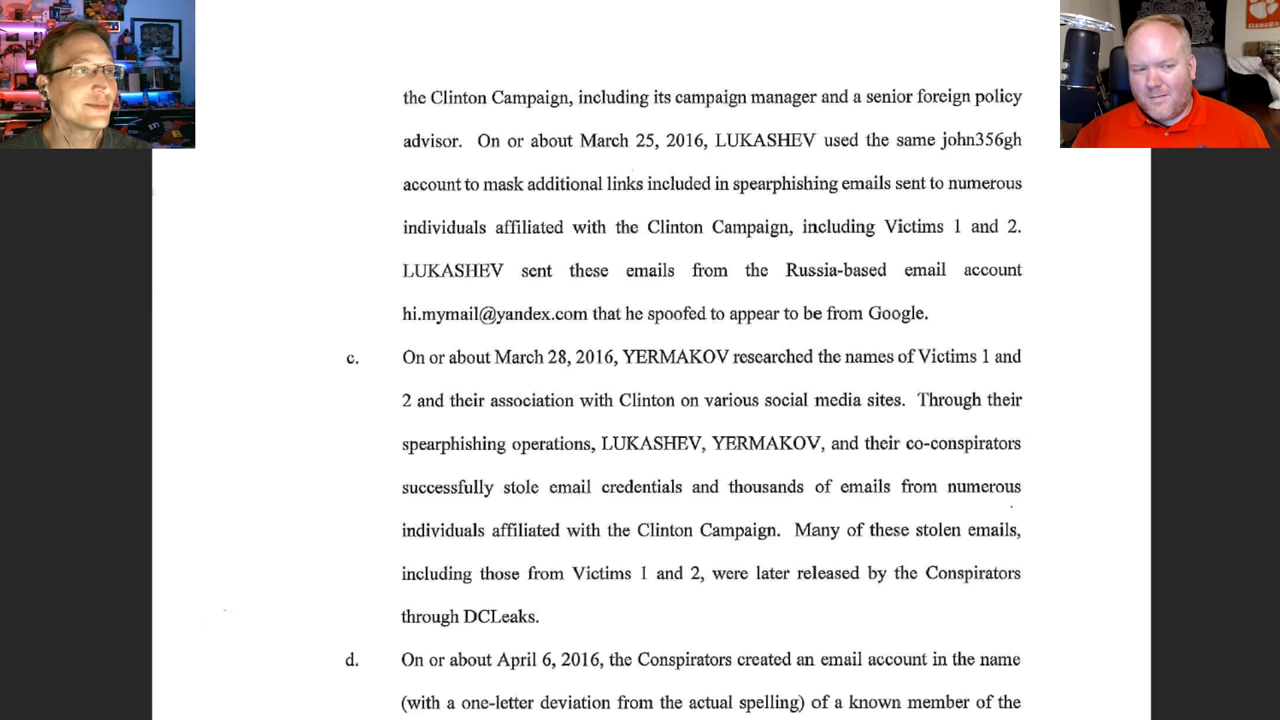 the Clinton Campaign, including its campaign manager and a senior foreign policy
advisor. On or about March 25, 2016, LUKASHEV used the same john356gh
account to mask additional links included in spearphishing emails sent to numerous
individuals affiliated with the Clinton Campaign, including Victims 1 and 2.
LUKASHEV sent these emails from the Russia-based email account
hi.mymail@yandex.com that he spoofed to appear to be from Google.
c. On or about March 28, 2016, YERMAKOV researched the names of Victims 1 and
2 and their association with Clinton on various social media sites. Through their
spearphishing operations, LUKASHEV, YERMAKOV, and their co-conspirators
successfully stole email credentials and thousands of emails from numerous
individuals affiliated with the Clinton Campaign. Many of these stolen emails,
including those from Victims 1 and 2, were later released by the Conspirators
through DCLeaks.
d. On or about April 6, 2016, the Conspirators created an email account in the name
(with a one-letter deviation from the actual spelling) of a known member of the